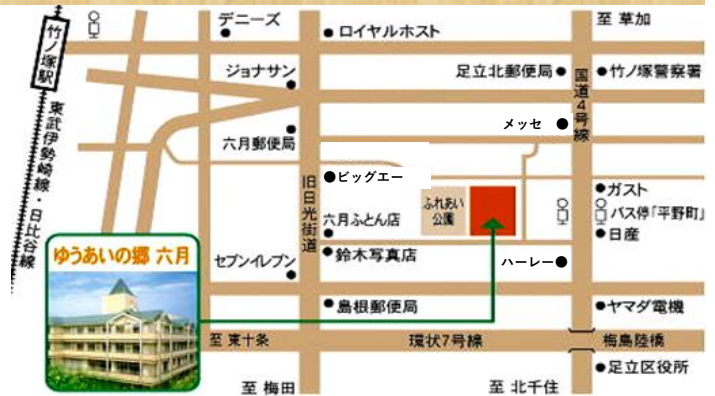 竹ノ塚駅
東武伊勢崎線・日比谷線
デニーズ
ロイヤルホスト
至 草加
ジョナサン
足立北郵便局
竹ノ塚警察署
国道4号線
メッセ
六月郵便局
ビッグエー
旧日光街道
六月ふとん店
ふれあい
公園
ガスト
バス停「平野町」
日産
ゆうあいの郷 六月
セブンイレブン
鈴木写真店
ハーレー
島根郵便局
ヤマダ電機
至 東十条
環状7号線
梅島陸橋
足立区役所
至 梅田
至 北千住